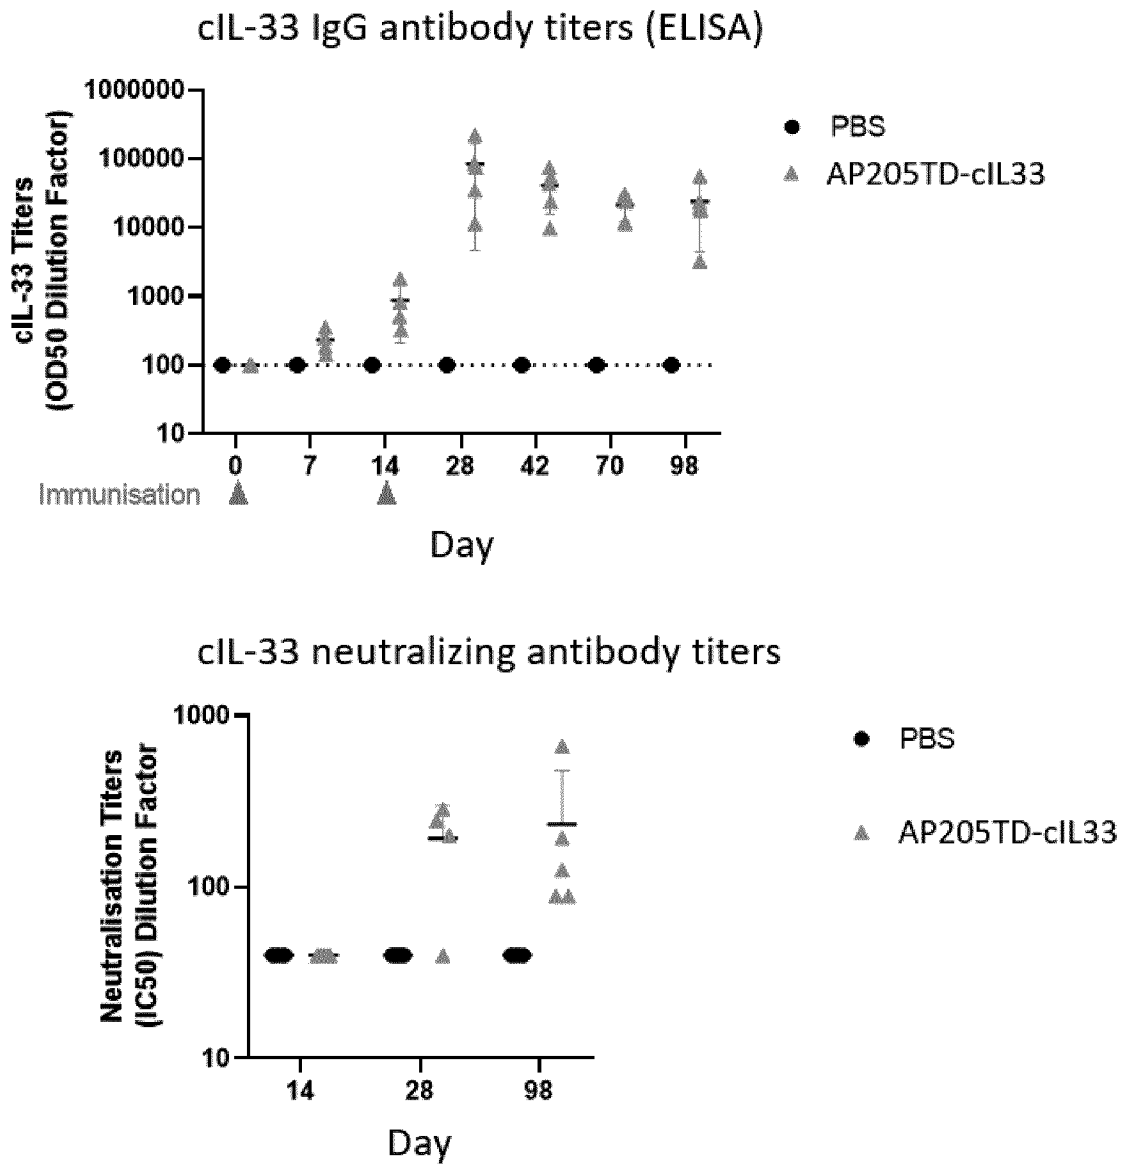 cIL-33 IgG antibody titers (ELISA)
cIL-33 Titers
(OD50 Dilution Factor)
1000000
100000
10000
1000
100
10
0 7 14 28 42 70 98
Immunisation
Day
PBS
AP205TD-cIL33
cIL-33 neutralizing antibody titers
Neutralisation Titers
(IC50) Dilution Factor
1000
100
10
14 28 98
Day
PBS
AP205TD-cIL33